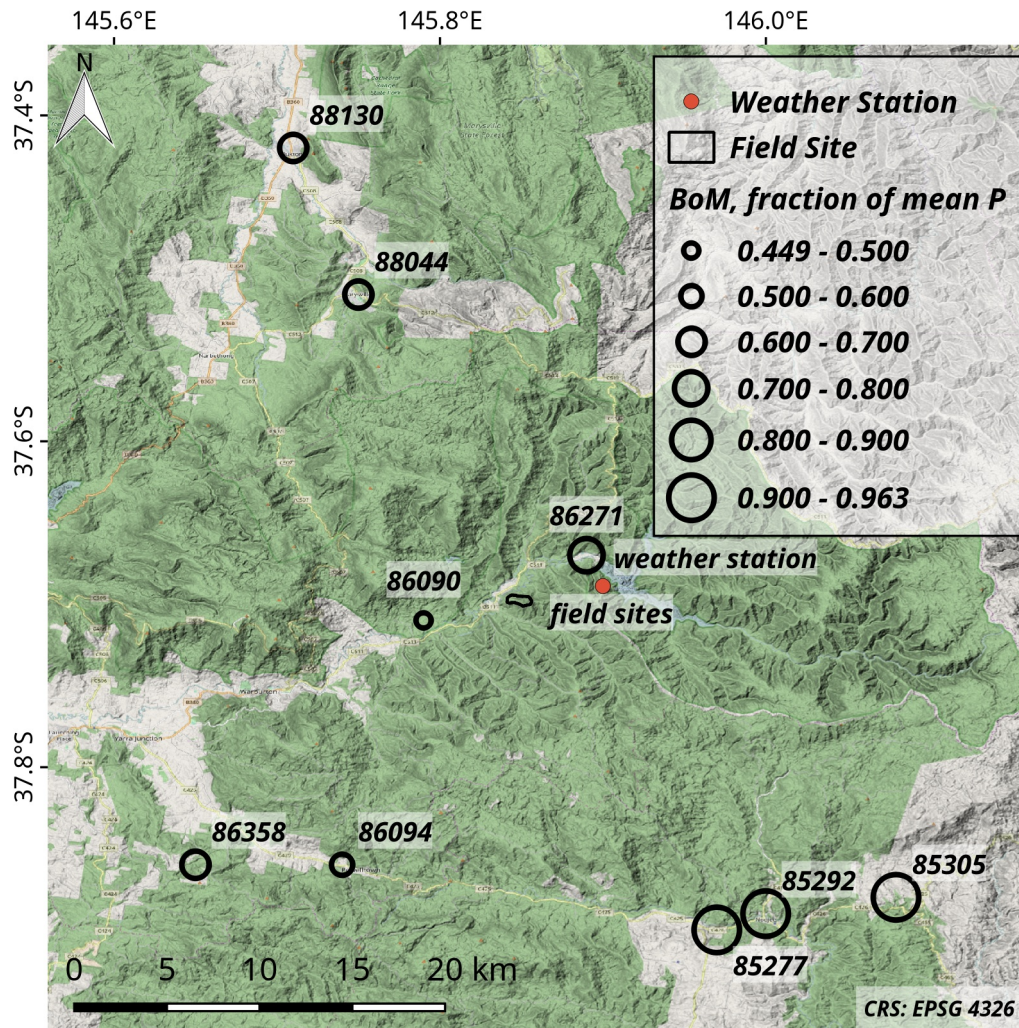 145.6°E 145.8°E 146.0°E
N
37.4°S
37.6°S
37.8°S
Weather Station
Field Site
BoM, fraction of mean P
0.449 - 0.500
0.500 - 0.600
0.600 - 0.700
0.700 - 0.800
0.800 - 0.900
0.900 - 0.963
88130
88044
86271
weather station
86090
field sites
Warburton
Yarra Junction
86358
86094
85305
85292
85277
0 5 10 15 20 km
CRS: EPSG 4326